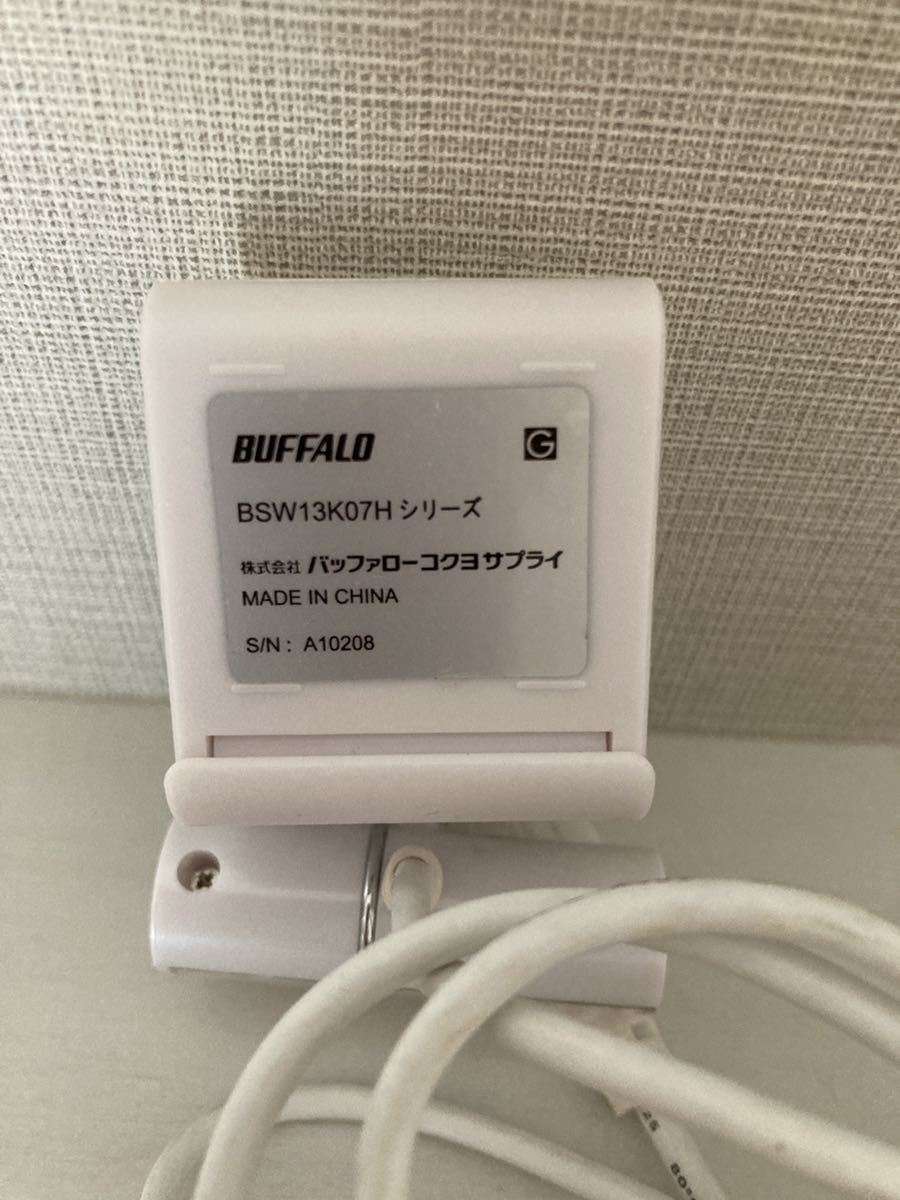 BUFFALO
G
BSW13K07H シリーズ
株式会社 バッファローコクヨサプライ
MADE IN CHINA
S/N : A10208